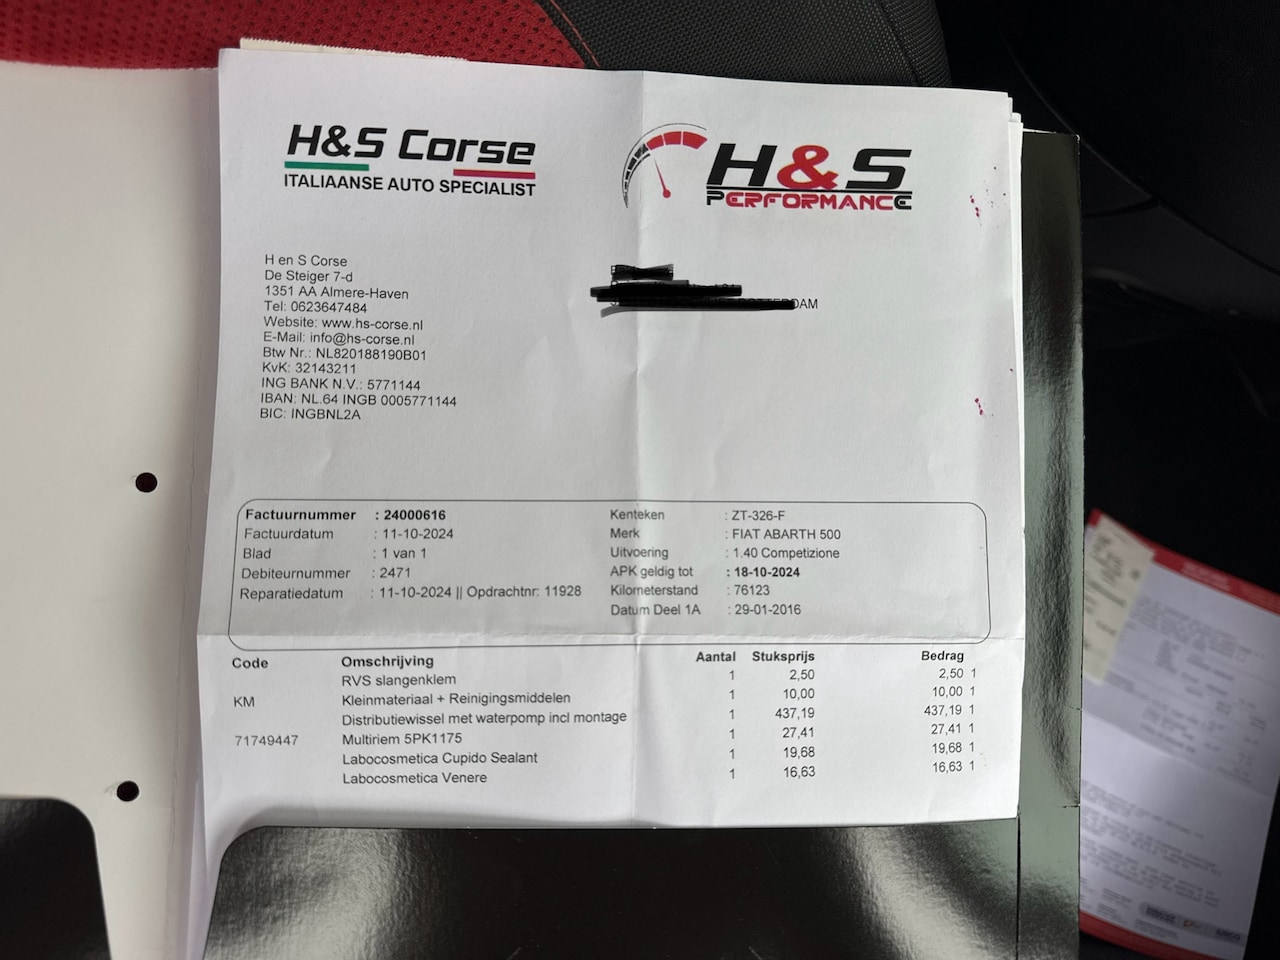 H&S Corse
ITALIAANSE AUTO SPECIALIST
H&S
PERFORMANCE
H en S Corse
De Steiger 7-d
1351 AA Almere-Haven
Tel: 0623647484
Website: www.hs-corse.nl
E-Mail: info@hs-corse.nl
Btw Nr.: NL820188190B01
KvK: 32143211
ING BANK N.V.: 5771144
IBAN: NL.64 INGB 0005771144
BIC: INGBNL2A
Factuurnummer : 24000616
Factuurdatum : 11-10-2024
Blad : 1 van 1
Debiteurnummer : 2471
Reparatiedatum : 11-10-2024 || Opdrachtnr: 11928
Kenteken : ZT-326-F
Merk : FIAT ABARTH 500
Uitvoering : 1.40 Competizione
APK geldig tot : 18-10-2024
Kilometerstand : 76123
Datum Deel 1A : 29-01-2016
Code Omschrijving Aantal Stuksprijs Bedrag
RVS slangenklem 1 2,50 2,50 1
KM Kleinmateriaal + Reinigingsmiddelen 1 10,00 10,00 1
Distributiewissel met waterpomp incl montage 1 437,19 437,19 1
71749447 Multiriem 5PK1175 1 27,41 27,41 1
Labocosmetica Cupido Sealant 1 19,68 19,68 1
Labocosmetica Venere 1 16,63 16,63 1